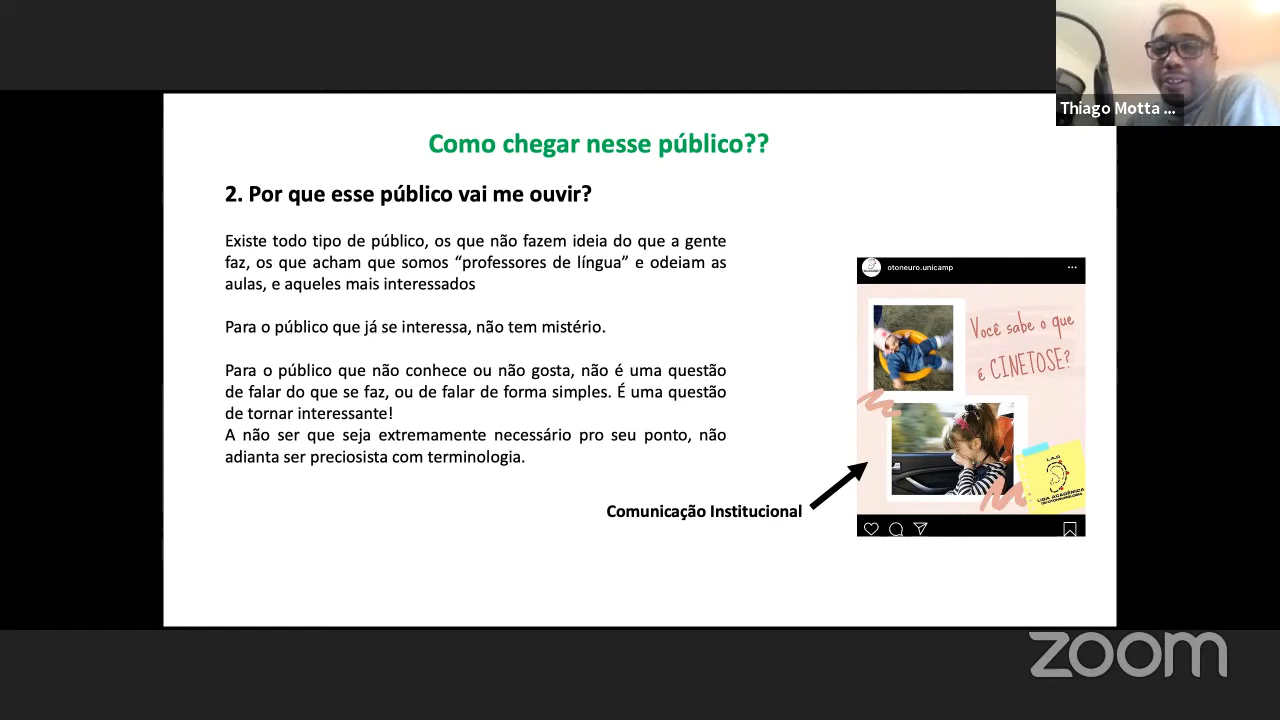 Thiago Motta ...
Como chegar nesse público??
2. Por que esse público vai me ouvir?
Existe todo tipo de público, os que não fazem ideia do que a gente
faz, os que acham que somos “professores de língua” e odeiam as
aulas, e aqueles mais interessados
Para o público que já se interessa, não tem mistério.
Para o público que não conhece ou não gosta, não é uma questão
de falar do que se faz, ou de falar de forma simples. É uma questão
de tornar interessante!
A não ser que seja extremamente necessário pro seu ponto, não
adianta ser preciosista com terminologia.
Comunicação Institucional
otoneuro.unicamp
Você sabe o que
é CINETOSE?
LIGA ACADÊMICA
zoom